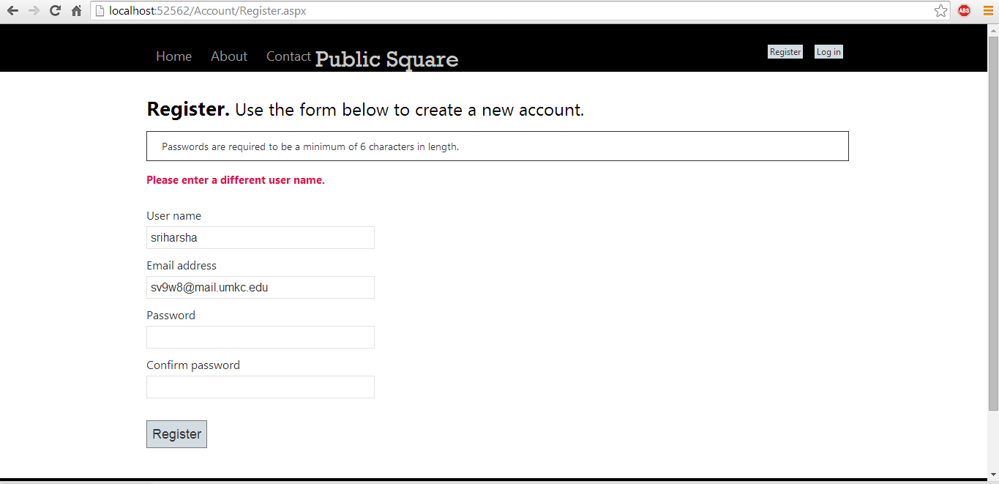 localhost:52562/Account/Register.aspx
ABS
Home About Contact Public Square Register Log in
Register. Use the form below to create a new account.
Passwords are required to be a minimum of 6 characters in length.
Please enter a different user name.
User name
sriharsha
Email address
sv9w8@mail.umkc.edu
Password
Confirm password
Register